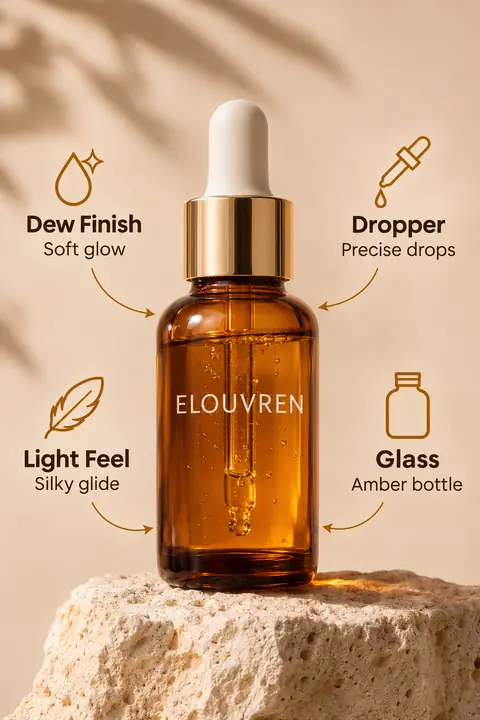 Dew Finish
Soft glow
Dropper
Precise drops
ELOUVREN
Light Feel
Silky glide
Glass
Amber bottle